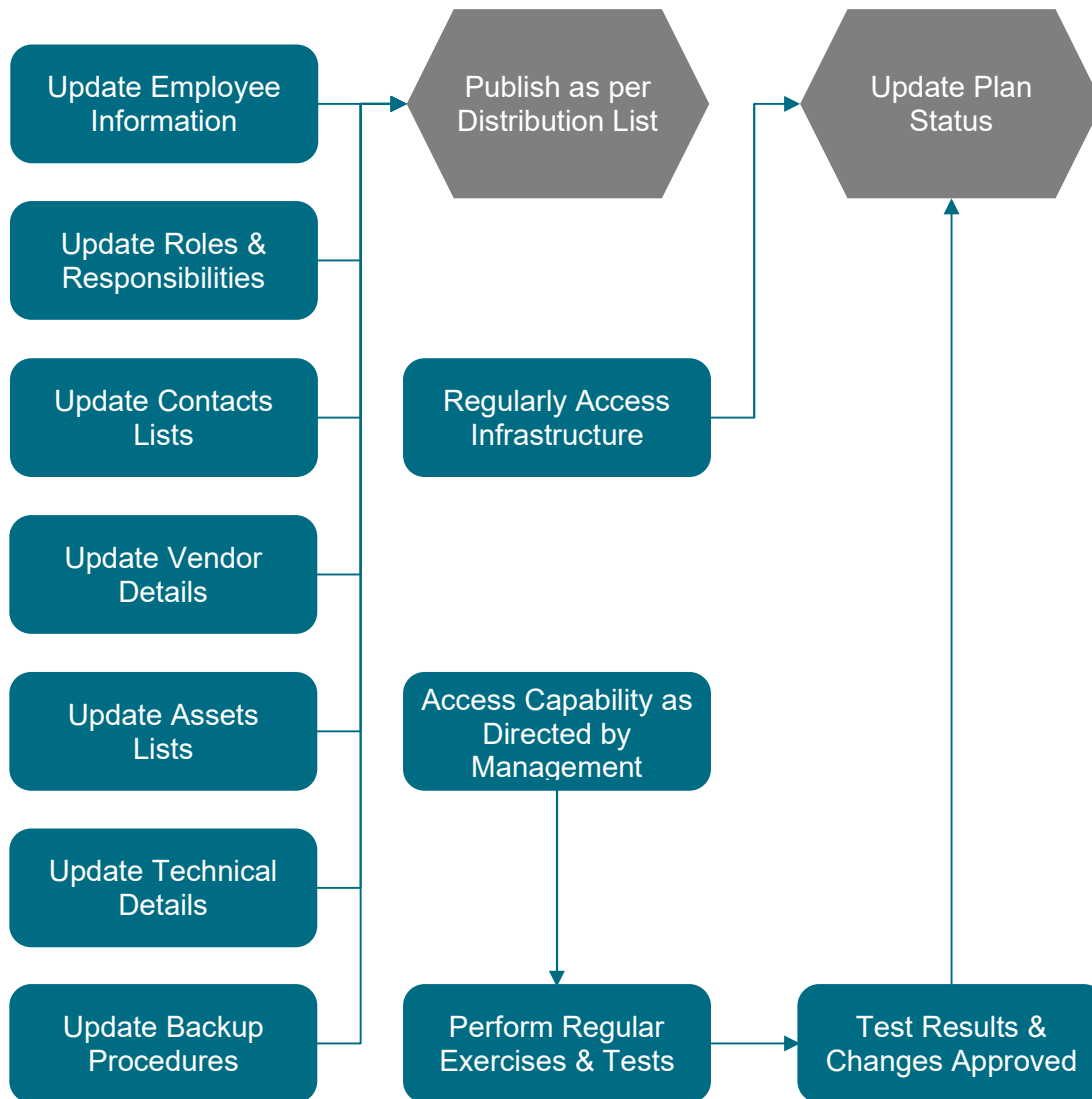 Update Employee
Information
Publish as per
Distribution List
Update Plan
Status
Update Roles &
Responsibilities
Update Contacts
Lists
Regularly Access
Infrastructure
Update Vendor
Details
Update Assets
Lists
Access Capability as
Directed by
Management
Update Technical
Details
Update Backup
Procedures
Perform Regular
Exercises & Tests
Test Results &
Changes Approved